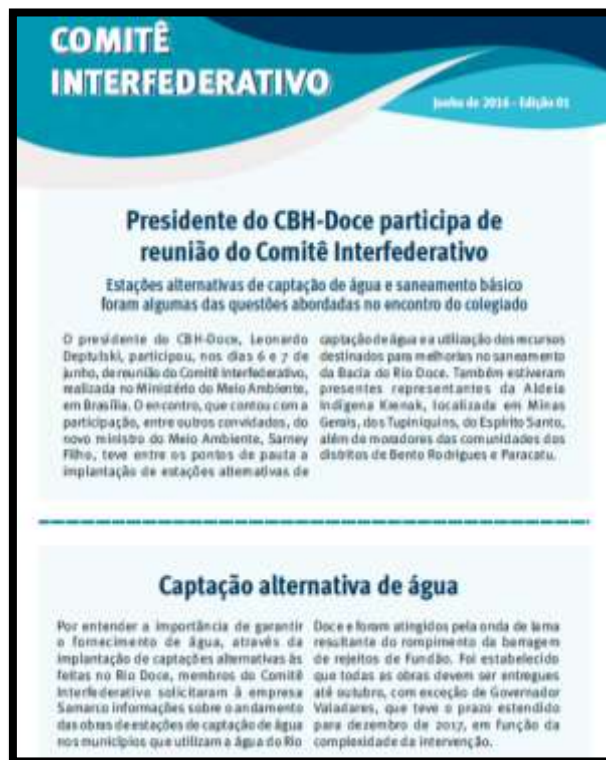 COMITÊ
INTERFEDERATIVO
Junho de 2016 - Edição 01
Presidente do CBH-Doce participa de
reunião do Comitê Interfederativo
Estações alternativas de captação de água e saneamento básico
foram algumas das questões abordadas no encontro do colegiado
O presidente do CBH-Doce, Leonardo
Deptulski, participou, nos dias 6 e 7 de
junho, de reunião do Comitê Interfederativo,
realizada no Ministério do Meio Ambiente,
em Brasília. O encontro, que contou com a
participação, entre outros convidados, do
novo ministro do Meio Ambiente, Sarney
Filho, teve entre os pontos de pauta a
implantação de estações alternativas de
captação de água e a utilização dos recursos
destinados para melhorias no saneamento
da Bacia do Rio Doce. Também estiveram
presentes representantes da Aldeia
Indígena Krenak, localizada em Minas
Gerais, dos Tupiniquins, do Espírito Santo,
além de moradores das comunidades dos
distritos de Bento Rodrigues e Paracatu.
Captação alternativa de água
Por entender a importância de garantir
o fornecimento de água, através da
implantação de captações alternativas às
feitas no Rio Doce, membros do Comitê
Interfederativo solicitaram à empresa
Samarco informações sobre o andamento
das obras de estações de captação de água
nos municípios que utilizam a água do Rio
Doce e foram atingidos pela onda de lama
resultante do rompimento da barragem
de rejeitos de Fundão. Foi estabelecido
que todas as obras devem ser entregues
até outubro, com exceção de Governador
Valadares, que teve o prazo estendido
para dezembro de 2017, em função da
complexidade da intervenção.